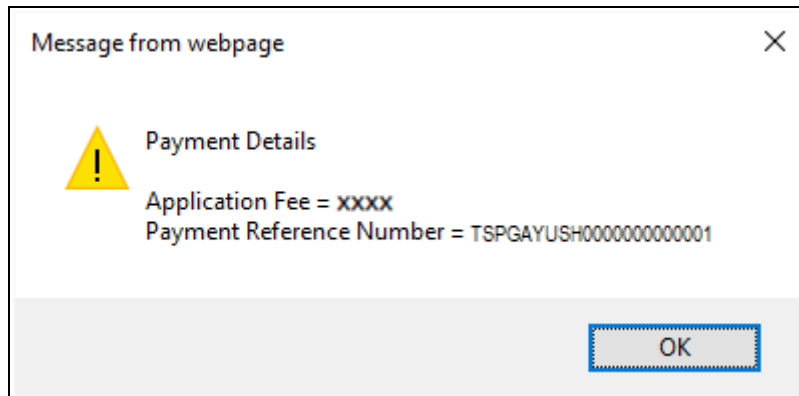 Message from webpage
Payment Details
Application Fee = xxxx
Payment Reference Number = TSPGAYUSH0000000000001
OK